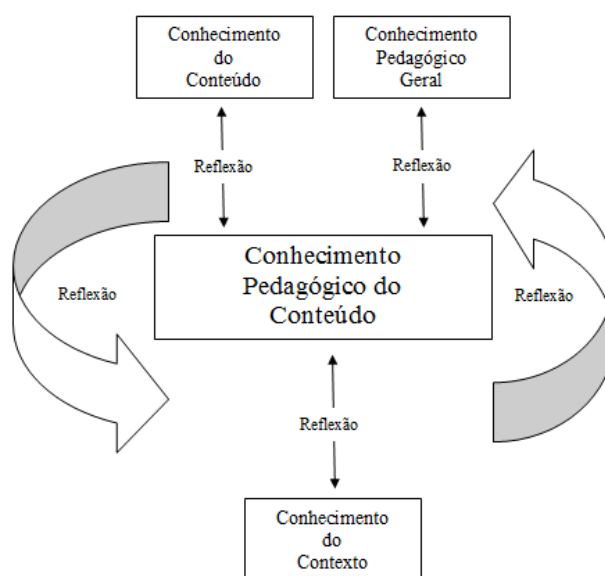 Conhecimento
do
Conteúdo
Conhecimento
Pedagógico
Geral
Reflexão
Reflexão
Conhecimento
Pedagógico do
Conteúdo
Reflexão
Reflexão
Reflexão
Conhecimento
do
Contexto